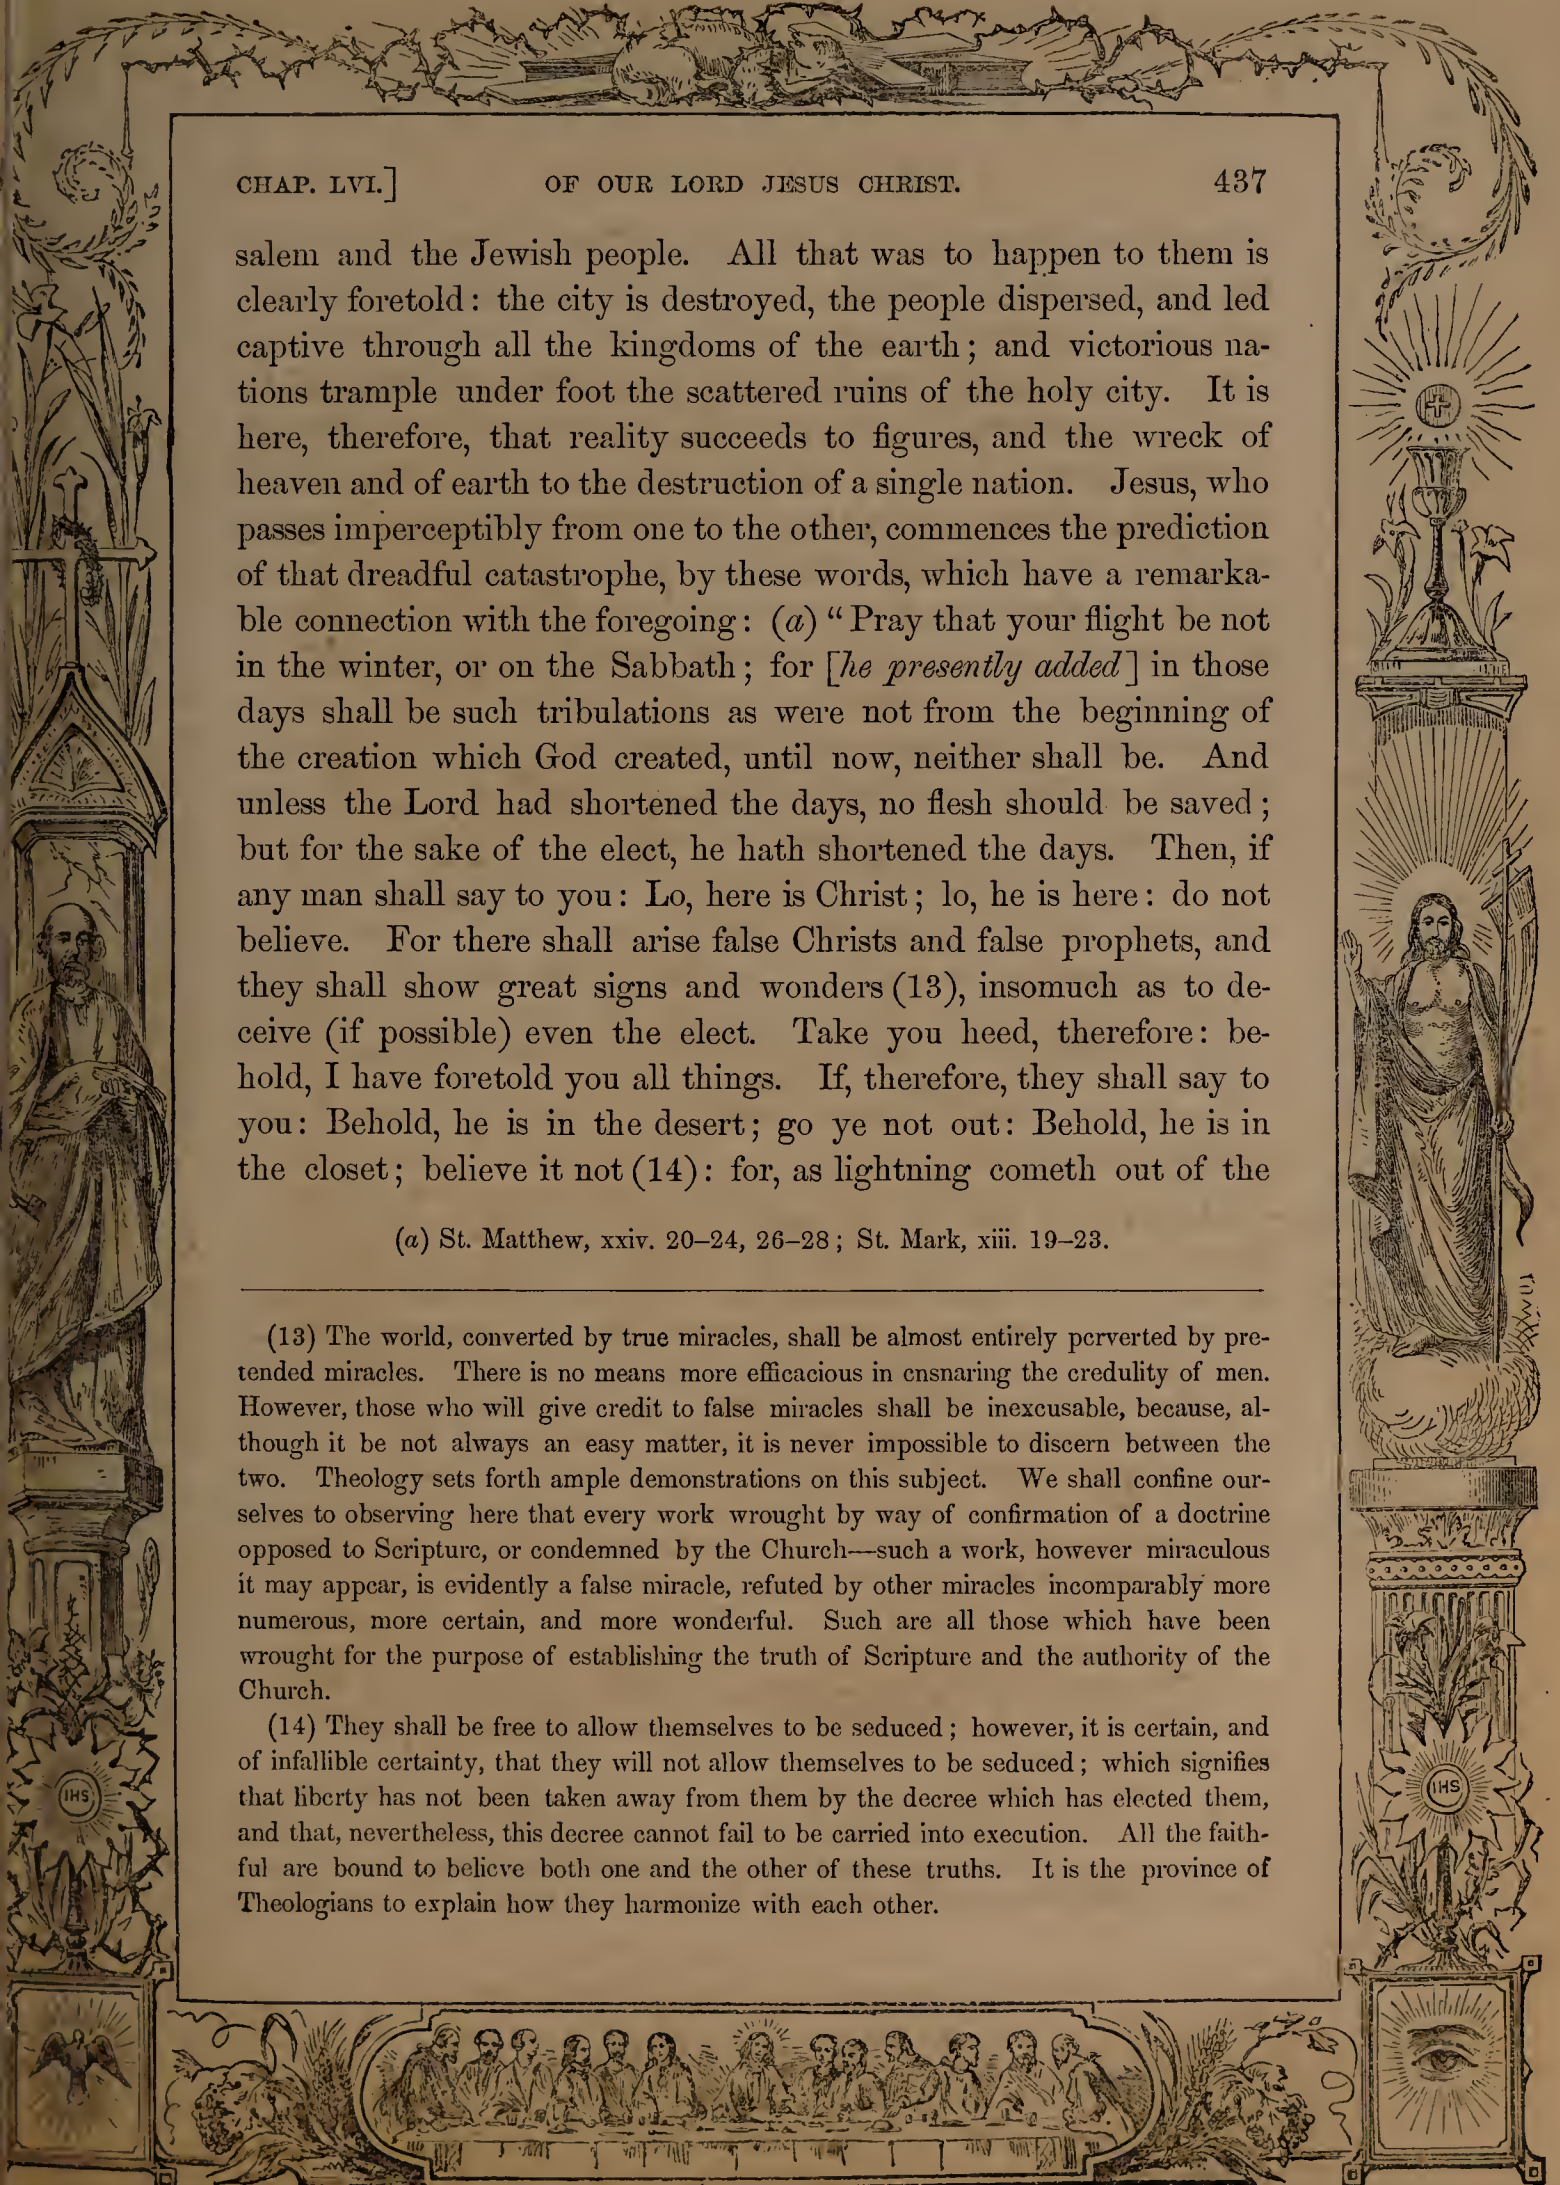 CHAP. LVI.] OF OUR LORD JESUS CHRIST. 437
salem and the Jewish people. All that was to happen to them is
clearly foretold: the city is destroyed, the people dispersed, and led
captive through all the kingdoms of the earth; and victorious na-
tions trample under foot the scattered ruins of the holy city. It is
here, therefore, that reality succeeds to figures, and the wreck of
heaven and of earth to the destruction of a single nation. Jesus, who
passes imperceptibly from one to the other, commences the prediction
of that dreadful catastrophe, by these words, which have a remarka-
ble connection with the foregoing: (a) “Pray that your flight be not
in the winter, or on the Sabbath; for [he presently added] in those
days shall be such tribulations as were not from the beginning of
the creation which God created, until now, neither shall be. And
unless the Lord had shortened the days, no flesh should be saved;
but for the sake of the elect, he hath shortened the days. Then, if
any man shall say to you: Lo, here is Christ; lo, he is here: do not
believe. For there shall arise false Christs and false prophets, and
they shall show great signs and wonders (13), insomuch as to de-
ceive (if possible) even the elect. Take you heed, therefore: be-
hold, I have foretold you all things. If, therefore, they shall say to
you: Behold, he is in the desert; go ye not out: Behold, he is in
the closet; believe it not (14): for, as lightning cometh out of the
(a) St. Matthew, xxiv. 20–24, 26–28; St. Mark, xiii. 19–23.
(13) The world, converted by true miracles, shall be almost entirely perverted by pre-
tended miracles. There is no means more efficacious in ensnaring the credulity of men.
However, those who will give credit to false miracles shall be inexcusable, because, al-
though it be not always an easy matter, it is never impossible to discern between the
two. Theology sets forth ample demonstrations on this subject. We shall confine our-
selves to observing here that every work wrought by way of confirmation of a doctrine
opposed to Scripture, or condemned by the Church—such a work, however miraculous
it may appear, is evidently a false miracle, refuted by other miracles incomparably more
numerous, more certain, and more wonderful. Such are all those which have been
wrought for the purpose of establishing the truth of Scripture and the authority of the
Church.
(14) They shall be free to allow themselves to be seduced; however, it is certain, and
of infallible certainty, that they will not allow themselves to be seduced; which signifies
that liberty has not been taken away from them by the decree which has elected them,
and that, nevertheless, this decree cannot fail to be carried into execution. All the faith-
ful are bound to believe both one and the other of these truths. It is the province of
Theologians to explain how they harmonize with each other.
IHS
IHS